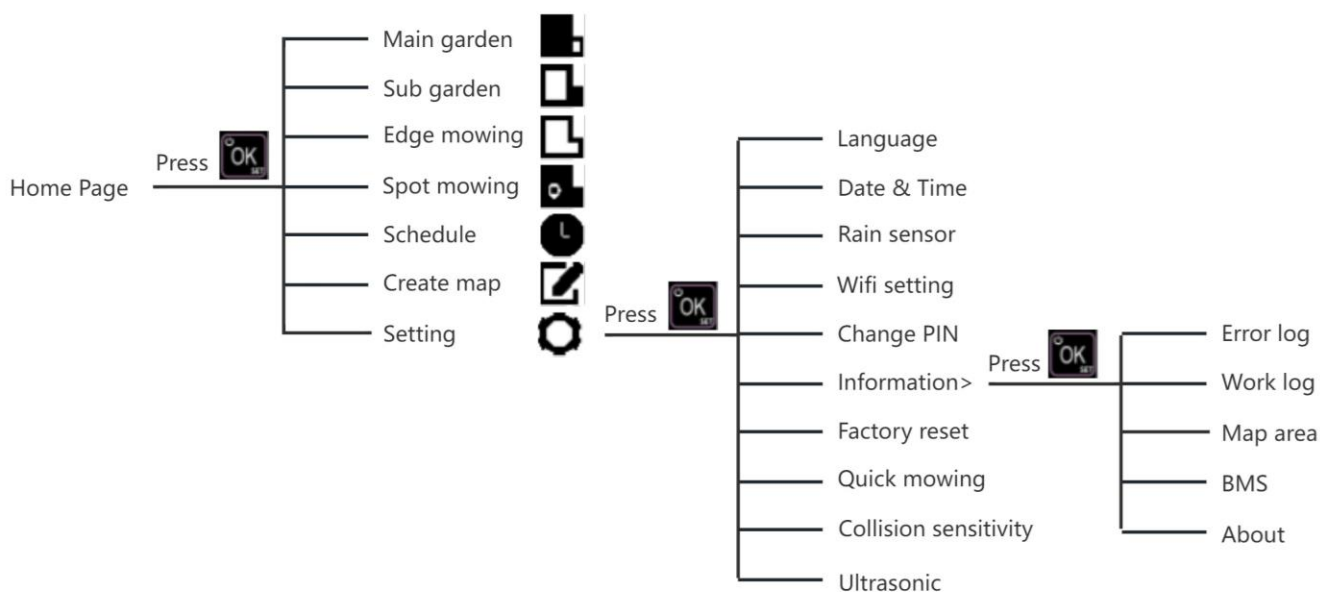 Home Page
Press
OK
SET
Main garden
Sub garden
Edge mowing
Spot mowing
Schedule
Create map
Setting
Press
OK
SET
Language
Date & Time
Rain sensor
Wifi setting
Change PIN
Information>
Factory reset
Quick mowing
Collision sensitivity
Ultrasonic
Press
OK
SET
Error log
Work log
Map area
BMS
About